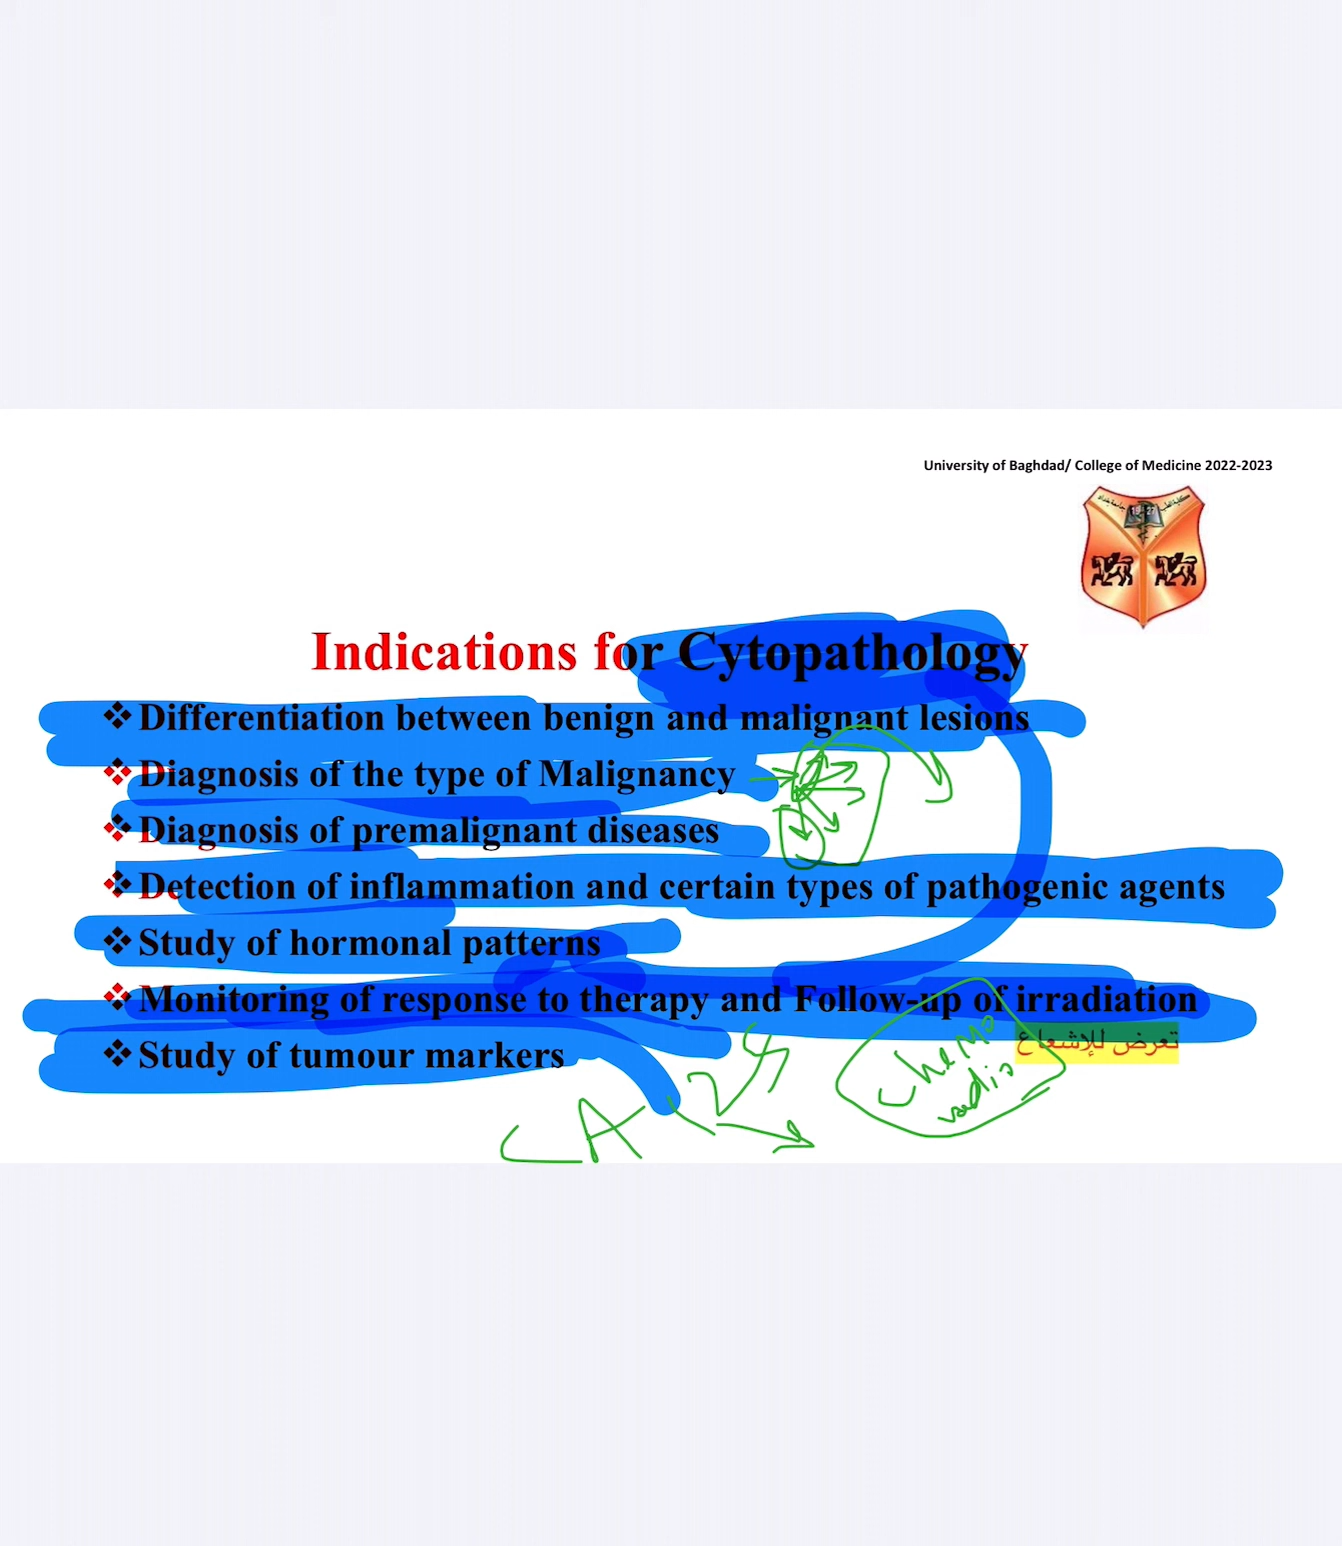 University of Baghdad/ College of Medicine 2022-2023
19 27
Indications for Cytopathology
❖Differentiation between benign and malignant lesions
❖Diagnosis of the type of Malignancy
❖Diagnosis of premalignant diseases
❖Detection of inflammation and certain types of pathogenic agents
❖Study of hormonal patterns
❖Monitoring of response to therapy and Follow-up of irradiation
تعرض للإشعاع
❖Study of tumour markers
chemo
radio
CA 125